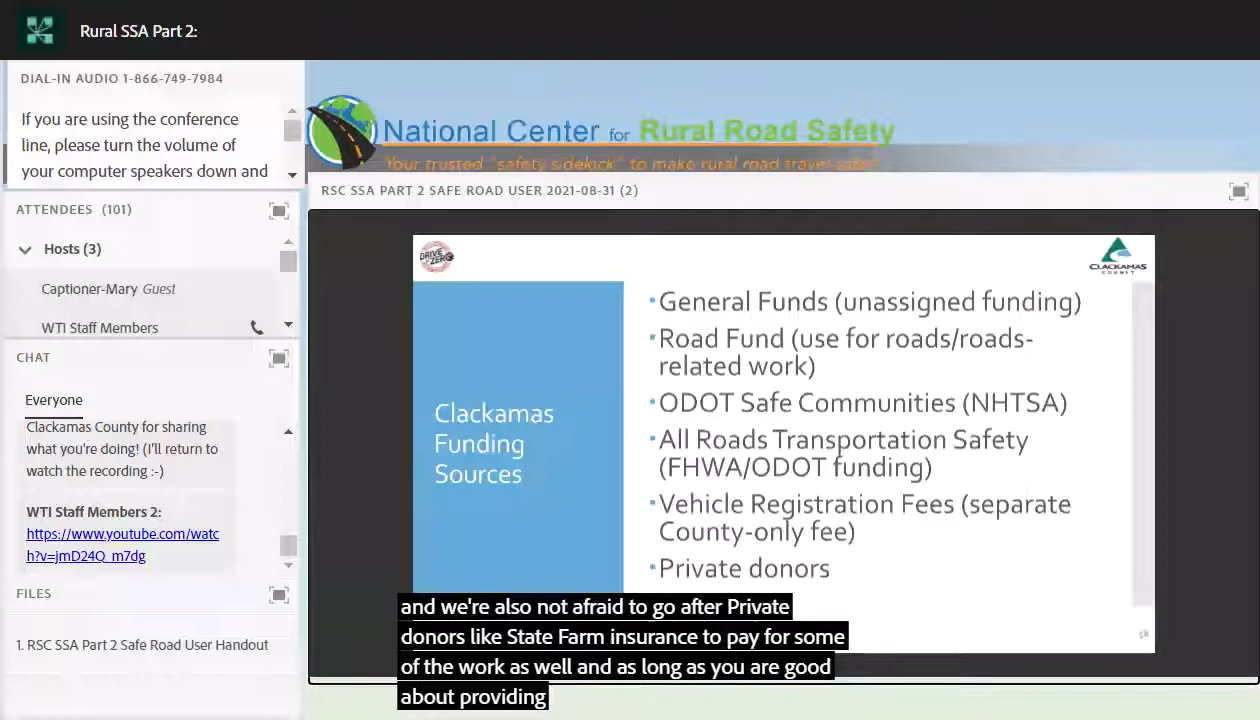 Rural SSA Part 2:
DIAL-IN AUDIO 1-866-749-7984
If you are using the conference
line, please turn the volume of
your computer speakers down and
ATTENDEES (101)
Hosts (3)
Captioner-Mary Guest
WTI Staff Members
CHAT
Everyone
Clackamas County for sharing
what you're doing! (I'll return to
watch the recording :-)
WTI Staff Members 2:
https://www.youtube.com/watc
h?v=jmD24Q_m7dg
FILES
1. RSC SSA Part 2 Safe Road User Handout
National Center for Rural Road Safety
Your trusted "safety sidekick" to make rural road travel safer!
RSC SSA PART 2 SAFE ROAD USER 2021-08-31 (2)
DRIVE TO ZERO
CLACKAMAS
COUNTY
Clackamas
Funding
Sources
•General Funds (unassigned funding)
•Road Fund (use for roads/roads-
related work)
•ODOT Safe Communities (NHTSA)
•All Roads Transportation Safety
(FHWA/ODOT funding)
•Vehicle Registration Fees (separate
County-only fee)
•Private donors
and we're also not afraid to go after Private
donors like State Farm insurance to pay for some
of the work as well and as long as you are good
about providing